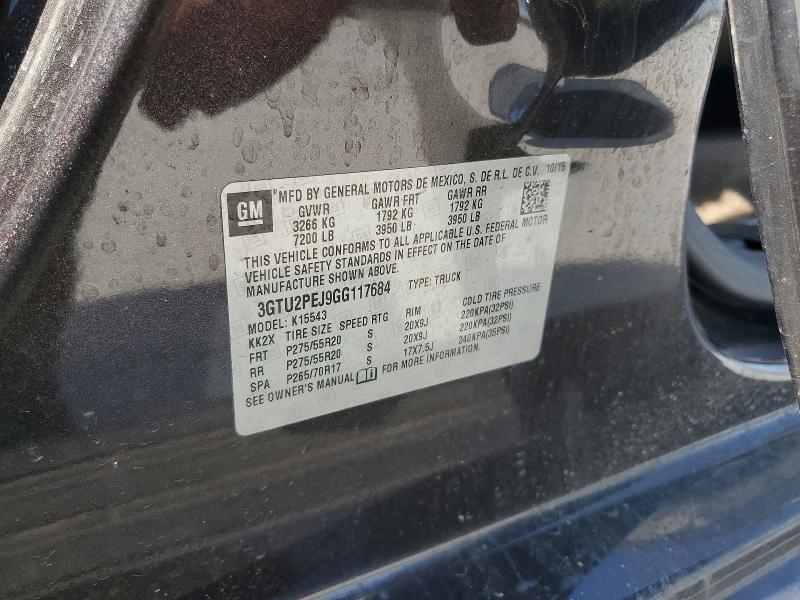 GM
MFD BY GENERAL MOTORS DE MEXICO, S. DE R.L. DE C.V. 10/15
GVWR GAWR FRT GAWR RR
3266 KG 1792 KG 1792 KG
7200 LB 3950 LB 3950 LB
THIS VEHICLE CONFORMS TO ALL APPLICABLE U.S. FEDERAL MOTOR
VEHICLE SAFETY STANDARDS IN EFFECT ON THE DATE OF
MANUFACTURE SHOWN ABOVE.
3GTU2PEJ9GG117684 TYPE: TRUCK
MODEL: K15543
KK2X TIRE SIZE SPEED RTG RIM COLD TIRE PRESSURE
FRT P275/55R20 S 20X9J 220KPA(32PSI)
RR P275/55R20 S 20X9J 220KPA(32PSI)
SPA P265/70R17 S 17X7.5J 240KPA(35PSI)
SEE OWNER'S MANUAL FOR MORE INFORMATION.